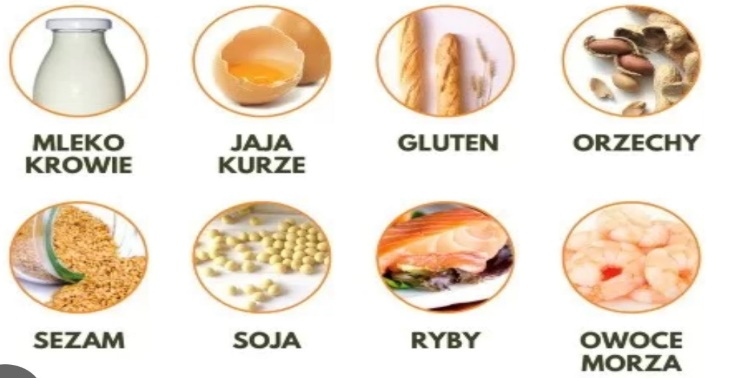 MLEKO
KROWIE
JAJA
KURZE
GLUTEN
ORZECHY
SEZAM
SOJA
RYBY
OWOCE
MORZA